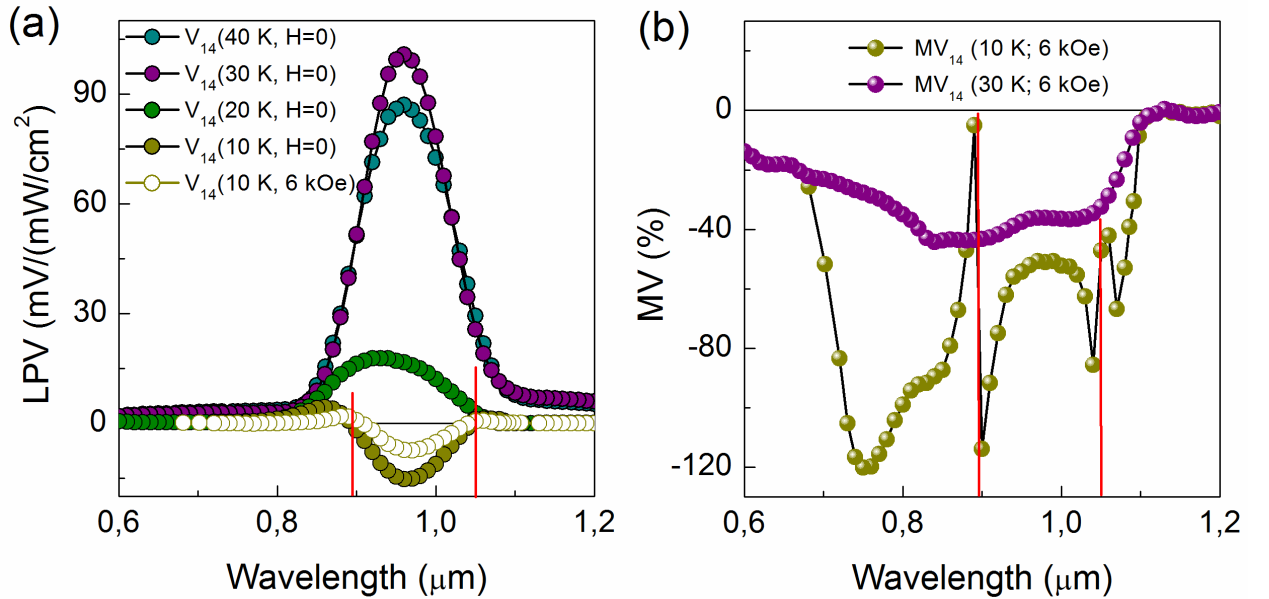 (a)
V14(40 K, H=0)
V14(30 K, H=0)
V14(20 K, H=0)
V14(10 K, H=0)
V14(10 K, 6 kOe)
LPV (mV/(mW/cm2)
90
60
30
0
0,6 0,8 1,0 1,2
Wavelength (μm)
(b)
MV14 (10 K; 6 kOe)
MV14 (30 K; 6 kOe)
MV (%)
0
-40
-80
-120
0,6 0,8 1,0 1,2
Wavelength (μm)